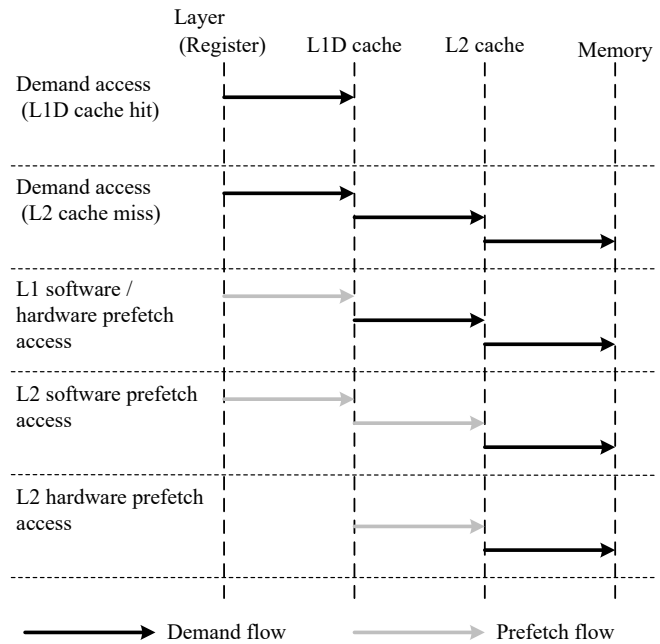 Layer
(Register) L1D cache L2 cache Memory
Demand access
(L1D cache hit)
Demand access
(L2 cache miss)
L1 software /
hardware prefetch
access
L2 software prefetch
access
L2 hardware prefetch
access
Demand flow Prefetch flow